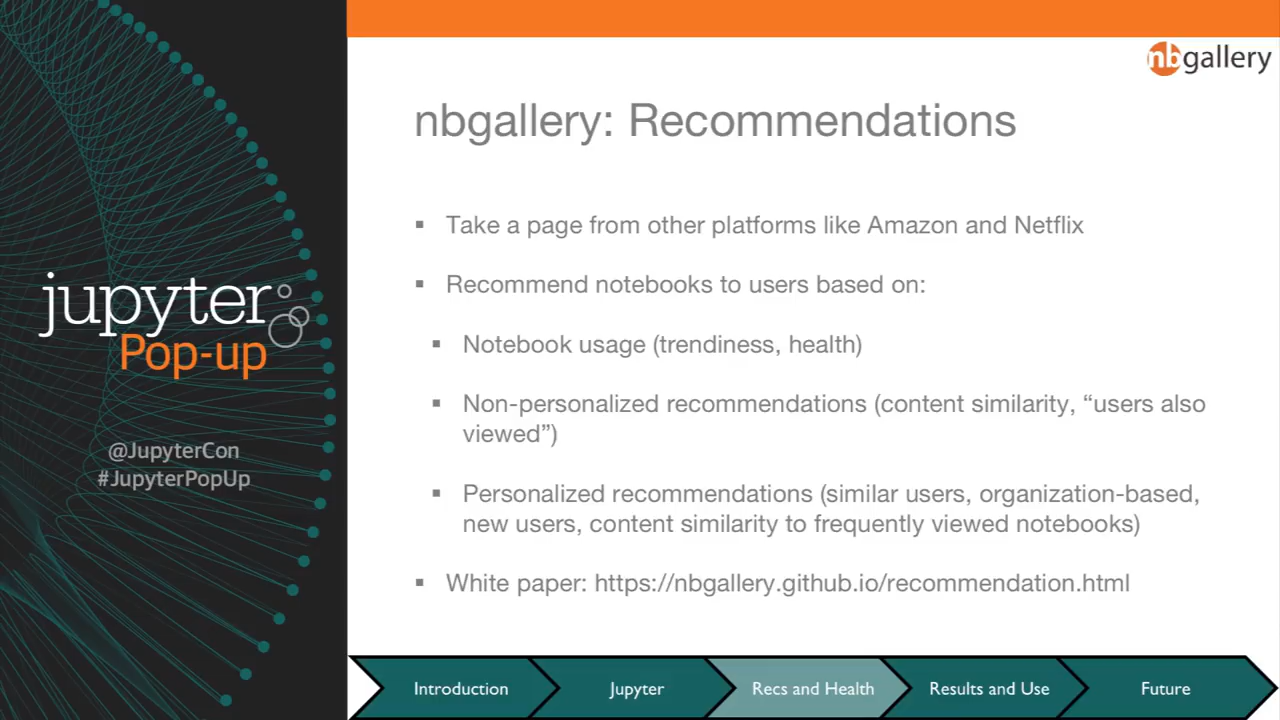 nbgallery
nbgallery: Recommendations
▪ Take a page from other platforms like Amazon and Netflix
▪ Recommend notebooks to users based on:
▪ Notebook usage (trendiness, health)
▪ Non-personalized recommendations (content similarity, “users also
viewed”)
▪ Personalized recommendations (similar users, organization-based,
new users, content similarity to frequently viewed notebooks)
▪ White paper: https://nbgallery.github.io/recommendation.html
jupyter
Pop-up
@JupyterCon
#JupyterPopUp
Introduction
Jupyter
Recs and Health
Results and Use
Future